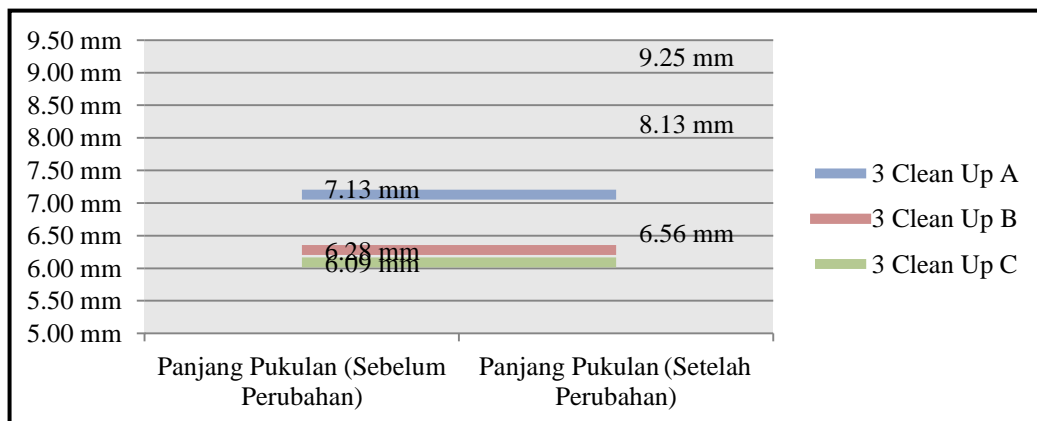 9.50 mm
9.00 mm
8.50 mm
8.00 mm
7.50 mm
7.00 mm
6.50 mm
6.00 mm
5.50 mm
5.00 mm
9.25 mm
8.13 mm
7.13 mm
6.56 mm
6.28 mm
6.09 mm
Panjang Pukulan (Sebelum
Perubahan)
Panjang Pukulan (Setelah
Perubahan)
3 Clean Up A
3 Clean Up B
3 Clean Up C